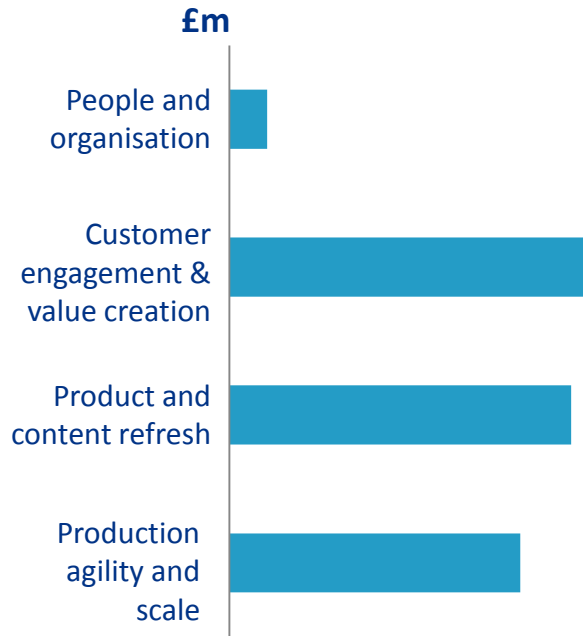 £m
People and
organisation
Customer
engagement &
value creation
Product and
content refresh
Production
agility and
scale